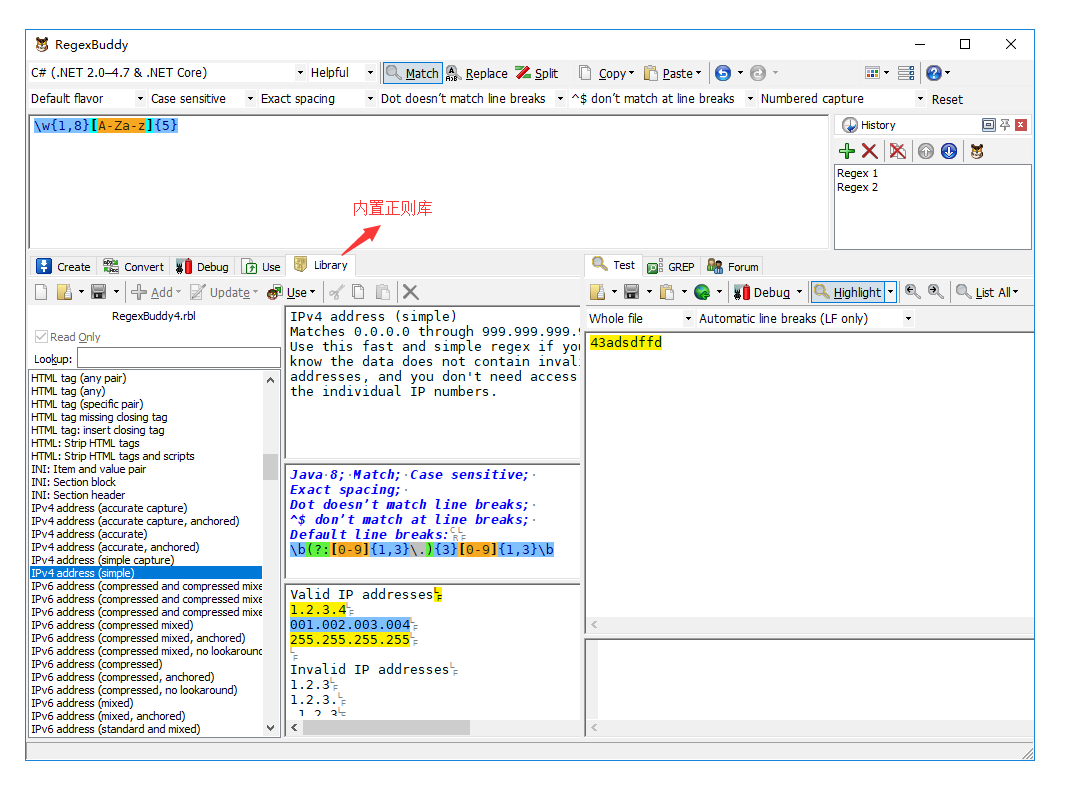 RegexBuddy
C# (.NET 2.0–4.7 & .NET Core) Helpful Match Replace Split Copy Paste
Default flavor Case sensitive Exact spacing Dot doesn't match line breaks ^$ don't match at line breaks Numbered capture Reset
\w{1,8}[A-Za-z]{5}
History
Regex 1
Regex 2
内置正则库
Create Convert Debug Use Library
Add Update Use
RegexBuddy4.rbl
Read Only
Lookup:
HTML tag (any pair)
HTML tag (any)
HTML tag (specific pair)
HTML tag missing closing tag
HTML tag: insert closing tag
HTML: Strip HTML tags
HTML: Strip HTML tags and scripts
INI: Item and value pair
INI: Section block
INI: Section header
IPv4 address (accurate capture)
IPv4 address (accurate capture, anchored)
IPv4 address (accurate)
IPv4 address (accurate, anchored)
IPv4 address (simple capture)
IPv4 address (simple)
IPv6 address (compressed and compressed mixe
IPv6 address (compressed and compressed mixe
IPv6 address (compressed and compressed mixe
IPv6 address (compressed mixed)
IPv6 address (compressed mixed, anchored)
IPv6 address (compressed mixed, no lookaround
IPv6 address (compressed)
IPv6 address (compressed, anchored)
IPv6 address (compressed, no lookaround)
IPv6 address (mixed)
IPv6 address (mixed, anchored)
IPv6 address (standard and mixed)
IPv4 address (simple)
Matches 0.0.0.0 through 999.999.999.
Use this fast and simple regex if you
know the data does not contain inval
addresses, and you don't need access
the individual IP numbers.
Java 8; Match; Case sensitive;
Exact spacing;
Dot doesn't match line breaks;
^$ don't match at line breaks;
Default line breaks:
\b(?:[0-9]{1,3}\.){3}[0-9]{1,3}\b
Valid IP addresses
1.2.3.4
001.002.003.004
255.255.255.255
Invalid IP addresses
1.2.3
1.2.3.
.1.2.3
Test GREP Forum
Debug Highlight List All
Whole file Automatic line breaks (LF only)
43adsdffd